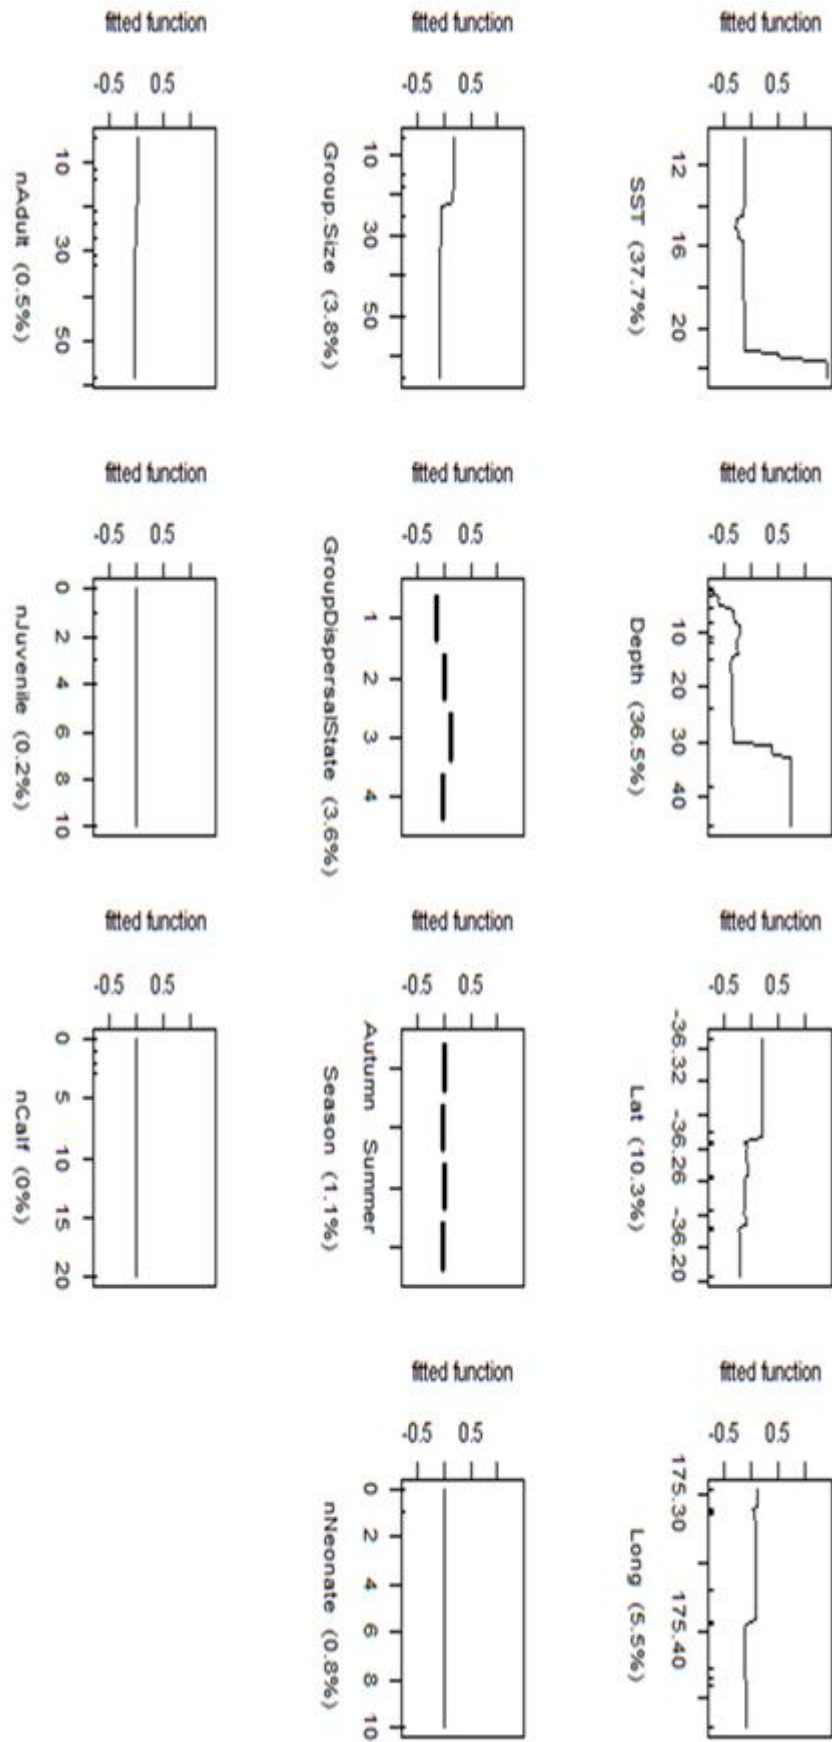 fitted function
-0.5 0.5
12 16 20
SST (37.7%)
fitted function
-0.5 0.5
10 20 30 40
Depth (36.5%)
fitted function
-0.5 0.5
-36.32 -36.26 -36.20
Lat (10.3%)
fitted function
-0.5 0.5
175.30 175.40
Long (5.5%)
fitted function
-0.5 0.5
10 30 50
Group.Size (3.8%)
fitted function
-0.5 0.5
1 2 3 4
GroupDispersalState (3.6%)
fitted function
-0.5 0.5
Autumn Summer
Season (1.1%)
fitted function
-0.5 0.5
0 2 4 6 8 10
nNeonate (0.8%)
fitted function
-0.5 0.5
10 30 50
nAdult (0.5%)
fitted function
-0.5 0.5
0 2 4 6 8 10
nJuvenile (0.2%)
fitted function
-0.5 0.5
0 5 10 15 20
nCalf (0%)